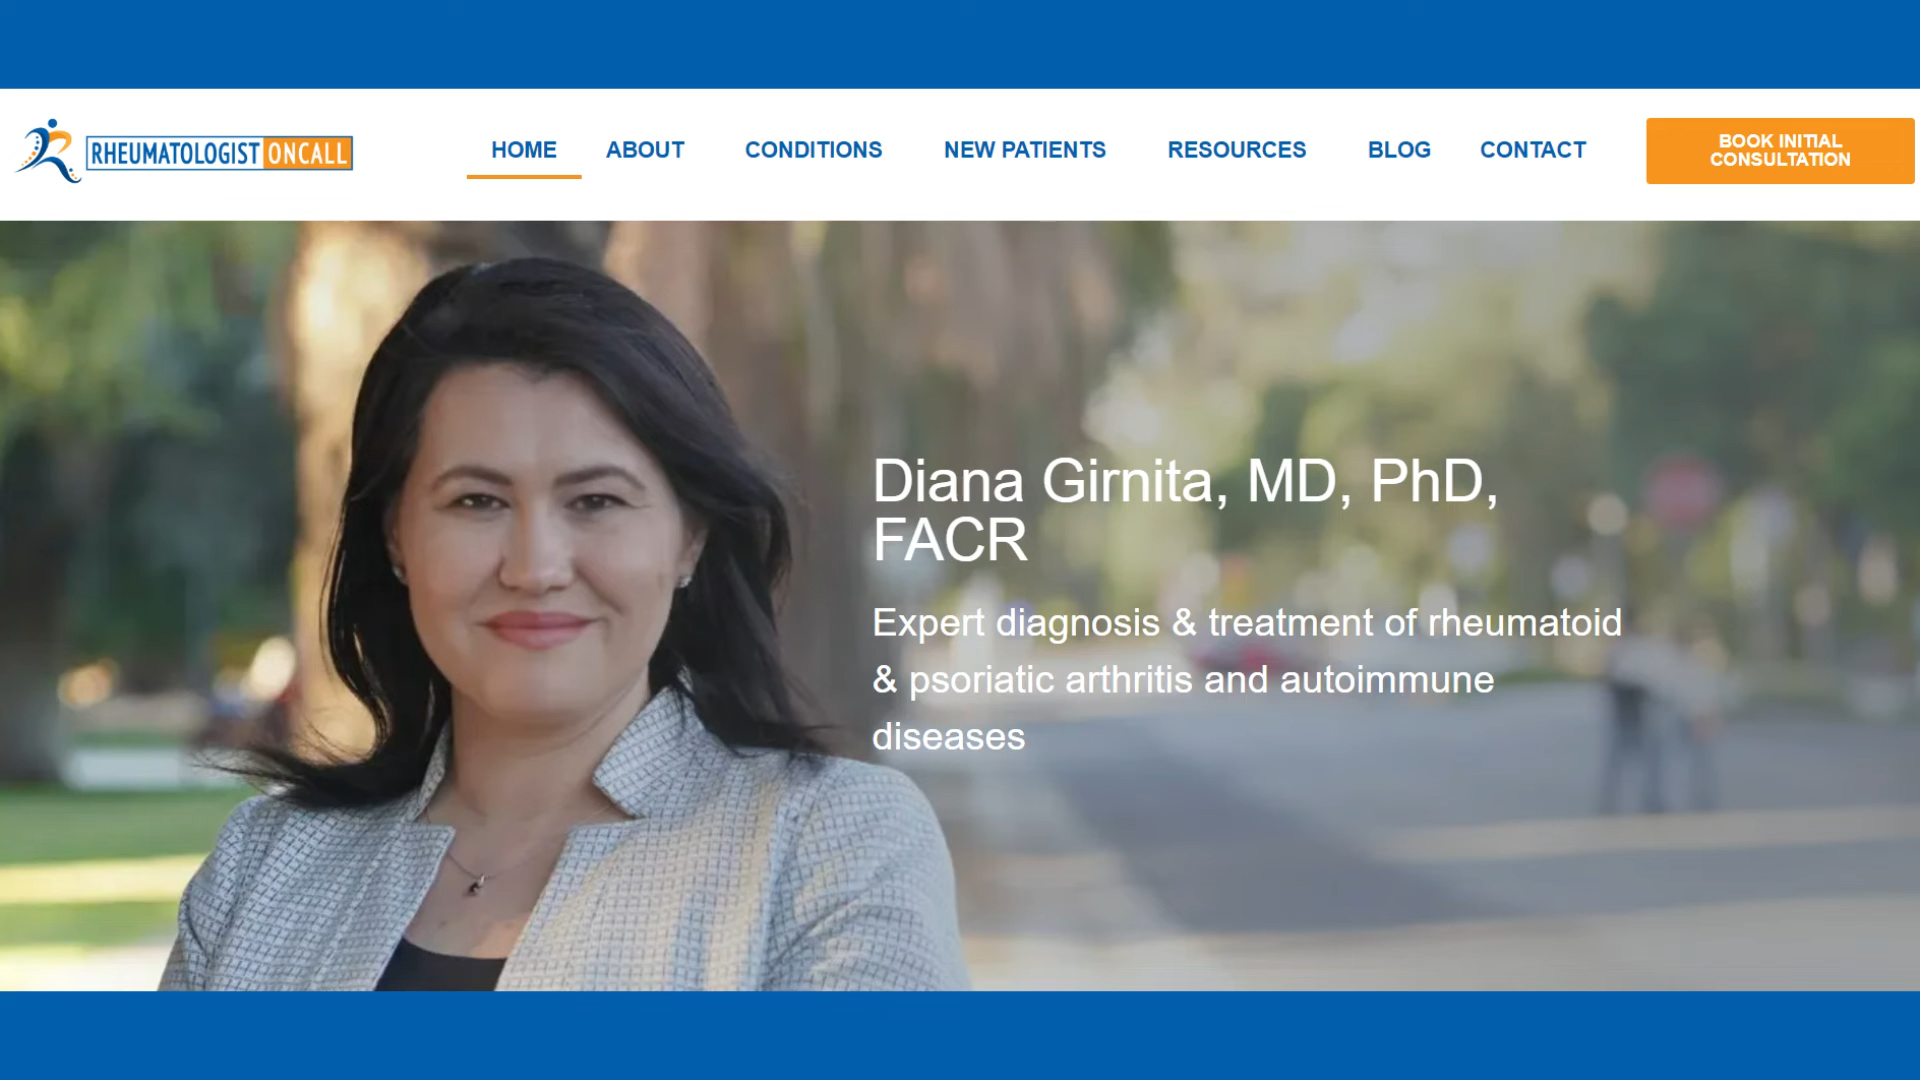 RHEUMATOLOGIST ONCALL
HOME
ABOUT
CONDITIONS
NEW PATIENTS
RESOURCES
BLOG
CONTACT
BOOK INITIAL
CONSULTATION
Diana Girnita, MD, PhD,
FACR
Expert diagnosis & treatment of rheumatoid
& psoriatic arthritis and autoimmune
diseases